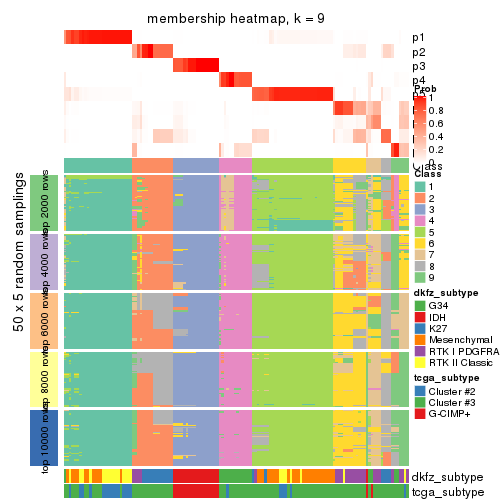 membership heatmap, k = 9
p1
p2
p3
p4
Prob
1
0.8
0.6
0.4
0.2
0
Class
Class
1
2
3
4
5
6
7
8
9
50 x 5 random samplings
top 2000 rows
top 4000 rows
top 6000 rows
top 8000 rows
top 10000 rows
dkfz_subtype
G34
IDH
K27
Mesenchymal
RTK I PDGFRA
RTK II Classic
tcga_subtype
Cluster #2
Cluster #3
G-CIMP+
dkfz_subtype
tcga_subtype